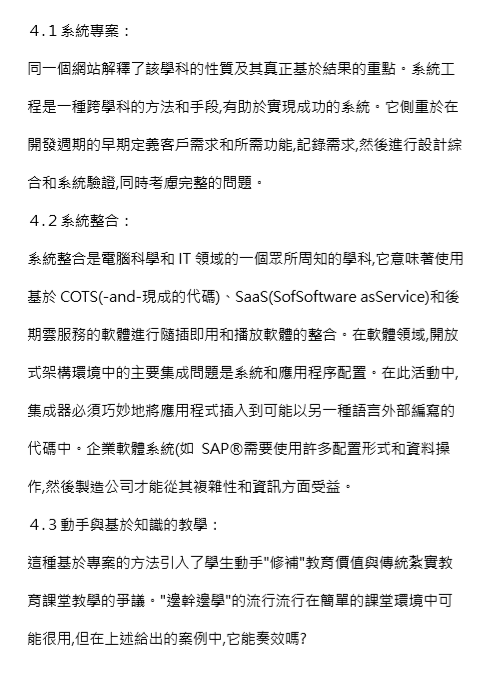 4.1系統專案：
同一個網站解釋了該學科的性質及其真正基於結果的重點。系統工
程是一種跨學科的方法和手段,有助於實現成功的系統。它側重於在
開發週期的早期定義客戶需求和所需功能,記錄需求,然後進行設計綜
合和系統驗證,同時考慮完整的問題。
4.2系統整合：
系統整合是電腦科學和 IT 領域的一個眾所周知的學科,它意味著使用
基於 COTS(-and-現成的代碼)、SaaS(SofSoftware asService)和後
期雲服務的軟體進行隨插即用和播放軟體的整合。在軟體領域,開放
式架構環境中的主要集成問題是系統和應用程序配置。在此活動中,
集成器必須巧妙地將應用程式插入到可能以另一種語言外部編寫的
代碼中。企業軟體系統(如 SAP®需要使用許多配置形式和資料操
作,然後製造公司才能從其複雜性和資訊方面受益。
4.3動手與基於知識的教學：
這種基於專案的方法引入了學生動手"修補"教育價值與傳統紮實教
育課堂教學的爭議。"邊幹邊學"的流行流行在簡單的課堂環境中可
能很用,但在上述給出的案例中,它能奏效嗎?